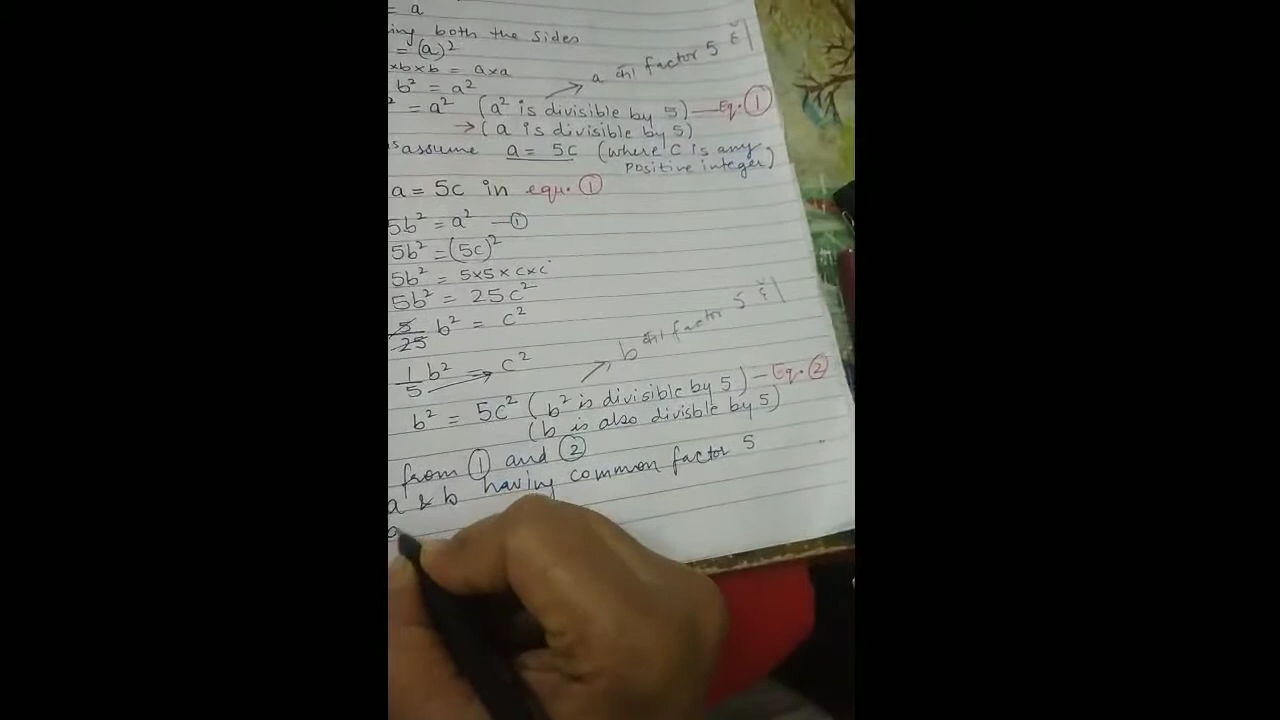 = a
ing both the sides
= (a)²
×b×b = a×a
b² = a²
a का factor 5 है|
² = a² (a² is divisible by 5) — Eq. ①
→ (a is divisible by 5)
is assume a = 5c (where c is any
positive integer)
a = 5c in equ. ①
5b² = a² — ①
5b² = (5c)²
5b² = 5×5×c×c
5b² = 25c²
5/25 b² = c²
b का factor 5 है|
1/5 b² = c²
b² = 5c² (b² is divisible by 5) — Eq. ②
(b is also divisble by 5)
from ① and ②
a & b having common factor 5